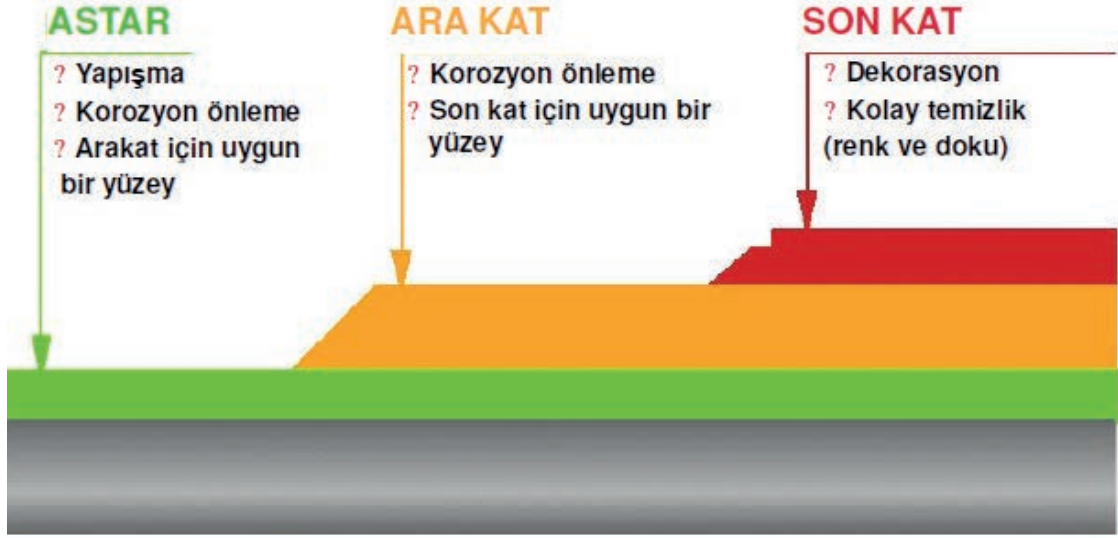 ASTAR
? Yapışma
? Korozyon önleme
? Arakat için uygun
bir yüzey
ARA KAT
? Korozyon önleme
? Son kat için uygun bir
yüzey
SON KAT
? Dekorasyon
? Kolay temizlik
(renk ve doku)